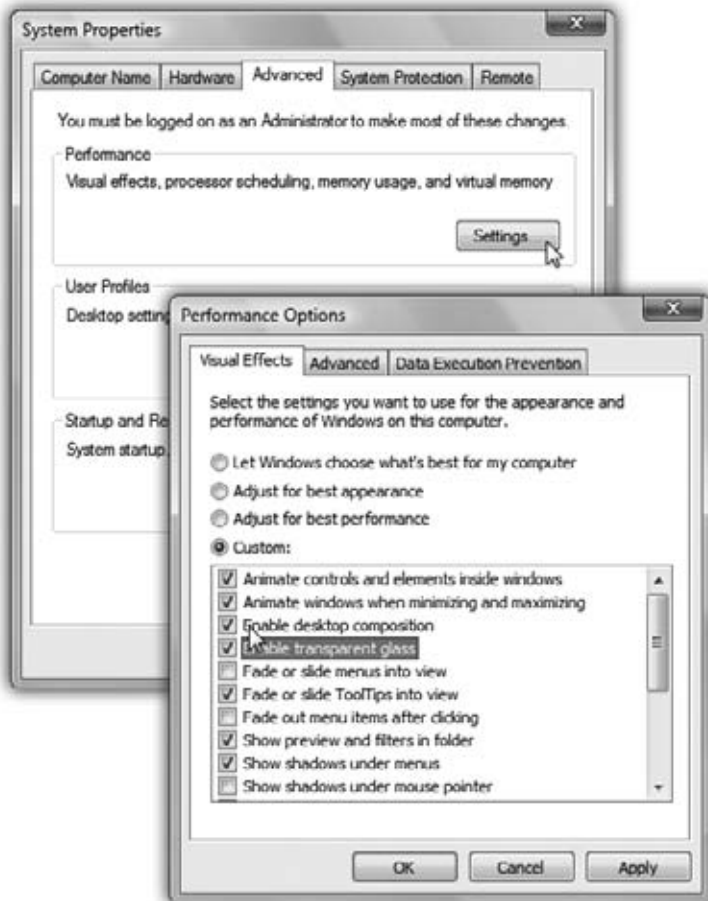 System Properties
Computer Name Hardware Advanced System Protection Remote
You must be logged on as an Administrator to make most of these changes.
Performance
Visual effects, processor scheduling, memory usage, and virtual memory
Settings
User Profiles
Desktop setting
Startup and Re
System startup,
Performance Options
Visual Effects Advanced Data Execution Prevention
Select the settings you want to use for the appearance and
performance of Windows on this computer.
Let Windows choose what's best for my computer
Adjust for best appearance
Adjust for best performance
Custom:
Animate controls and elements inside windows
Animate windows when minimizing and maximizing
Enable desktop composition
Enable transparent glass
Fade or slide menus into view
Fade or slide ToolTips into view
Fade out menu items after clicking
Show preview and filters in folder
Show shadows under menus
Show shadows under mouse pointer
OK Cancel Apply